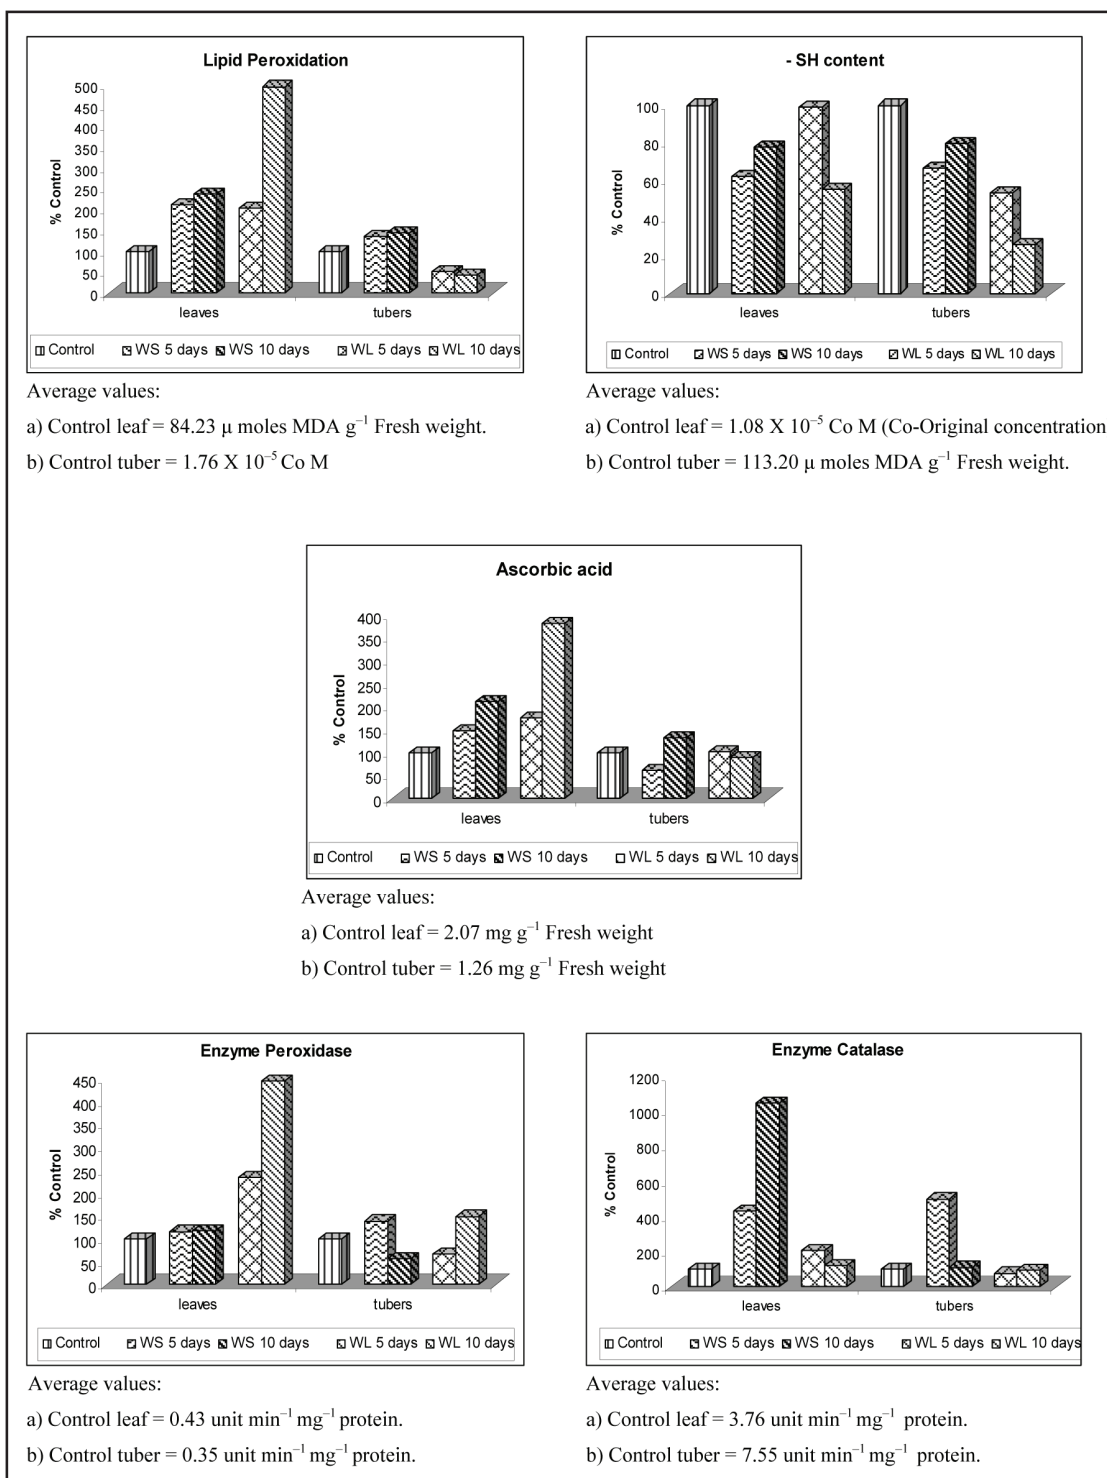 Lipid Peroxidation
% Control
500
450
400
350
300
250
200
150
100
50
0
leaves tubers
Control WS 5 days WS 10 days WL 5 days WL 10 days
Average values:
a) Control leaf = 84.23 μ moles MDA g⁻¹ Fresh weight.
b) Control tuber = 1.76 X 10⁻⁵ Co M
- SH content
% Control
100
80
60
40
20
0
leaves tubers
Control WS 5 days WS 10 days WL 5 days WL 10 days
Average values:
a) Control leaf = 1.08 X 10⁻⁵ Co M (Co-Original concentration
b) Control tuber = 113.20 μ moles MDA g⁻¹ Fresh weight.
Ascorbic acid
% Control
400
350
300
250
200
150
100
50
0
leaves tubers
Control WS 5 days WS 10 days WL 5 days WL 10 days
Average values:
a) Control leaf = 2.07 mg g⁻¹ Fresh weight
b) Control tuber = 1.26 mg g⁻¹ Fresh weight
Enzyme Peroxidase
% Control
450
400
350
300
250
200
150
100
50
0
leaves tubers
Control WS 5 days WS 10 days WL 5 days WL 10 days
Average values:
a) Control leaf = 0.43 unit min⁻¹ mg⁻¹ protein.
b) Control tuber = 0.35 unit min⁻¹ mg⁻¹ protein.
Enzyme Catalase
% Control
1200
1000
800
600
400
200
0
leaves tubers
Control WS 5 days WS 10 days WL 5 days WL 10 days
Average values:
a) Control leaf = 3.76 unit min⁻¹ mg⁻¹ protein.
b) Control tuber = 7.55 unit min⁻¹ mg⁻¹ protein.